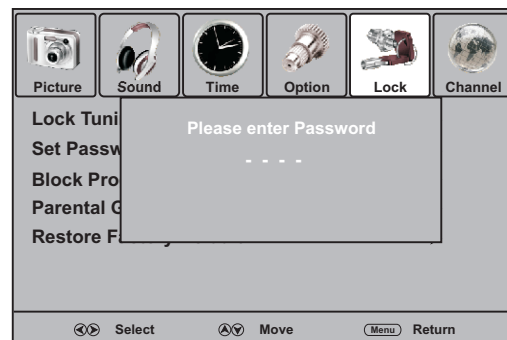 Picture Sound Time Option Lock Channel
Lock Tuni
Set Passw
Block Pro
Parental G
Restore F
Please enter Password
- - - -
Select Move Menu Return